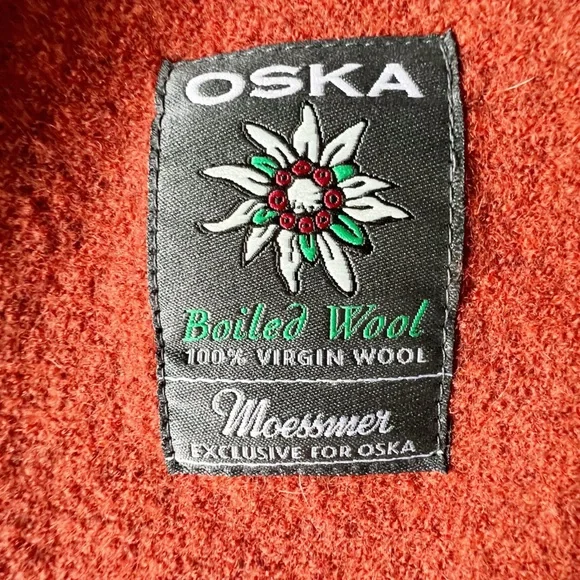 OSKA
Boiled Wool
100% VIRGIN WOOL
Moessmer
EXCLUSIVE FOR OSKA